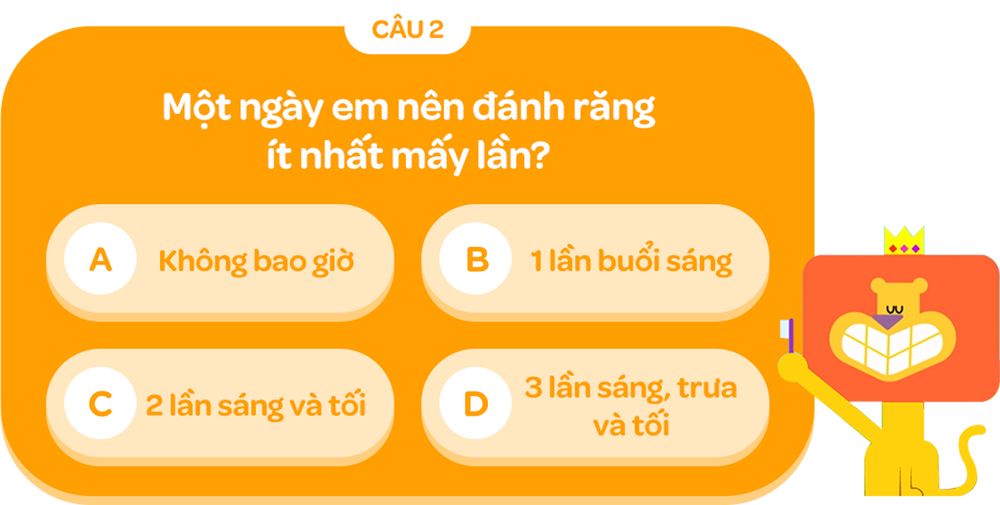 CÂU 2
Một ngày em nên đánh răng
ít nhất mấy lần?
A Không bao giờ
B 1 lần buổi sáng
C 2 lần sáng và tối
D 3 lần sáng, trưa
và tối